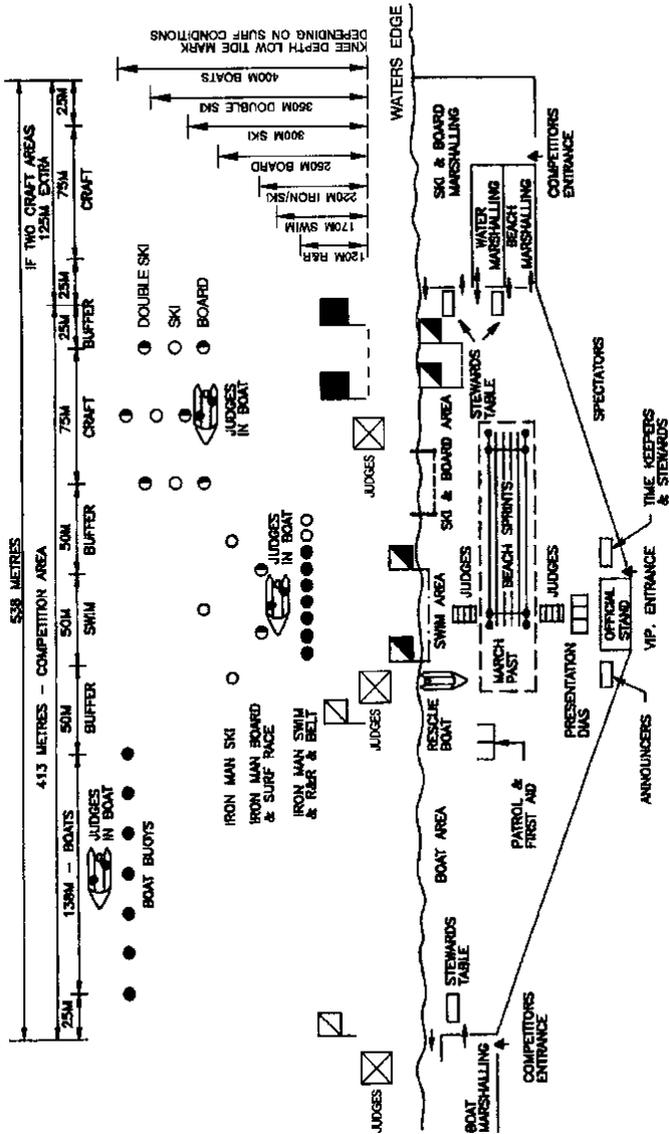 538 METRES
413 METRES – COMPETITION AREA
IF TWO CRAFT AREAS
125M EXTRA
25M
138M – BOATS
50M
BUFFER
50M
SWIM
50M
BUFFER
75M
CRAFT
25M
BUFFER
25M
75M
CRAFT
25M
JUDGES
IN BOAT
BOAT BUOYS
IRON MAN SKI
IRON MAN BOARD
& SURF RACE
IRON MAN SWIM
& R&R & BELT
JUDGES
IN BOAT
JUDGES
IN BOAT
DOUBLE SKI
SKI
BOARD
120M R&R
170M SWIM
220M IRON/SKI
250M BOARD
300M SKI
350M DOUBLE SKI
400M BOATS
KNEE DEPTH LOW TIDE MARK
DEPENDING ON SURF CONDITIONS
JUDGES
JUDGES
JUDGES
WATERS EDGE
BOAT AREA
RESCUE
BOAT
SWIM AREA
SKI & BOARD AREA
SKI & BOARD
MARSHALLING
STEWARDS
TABLE
JUDGES
STEWARDS
TABLE
WATER
MARSHALLING
BEACH
MARSHALLING
BOAT
MARSHALLING
COMPETITORS
ENTRANCE
PATROL &
FIRST AID
MARCH
PAST
BEACH SPRINTS
JUDGES
COMPETITORS
ENTRANCE
PRESENTATION
DIAS
OFFICIAL
STAND
SPECTATORS
ANNOUNCERS
V.I.P. ENTRANCE
TIME KEEPERS
& STEWARDS